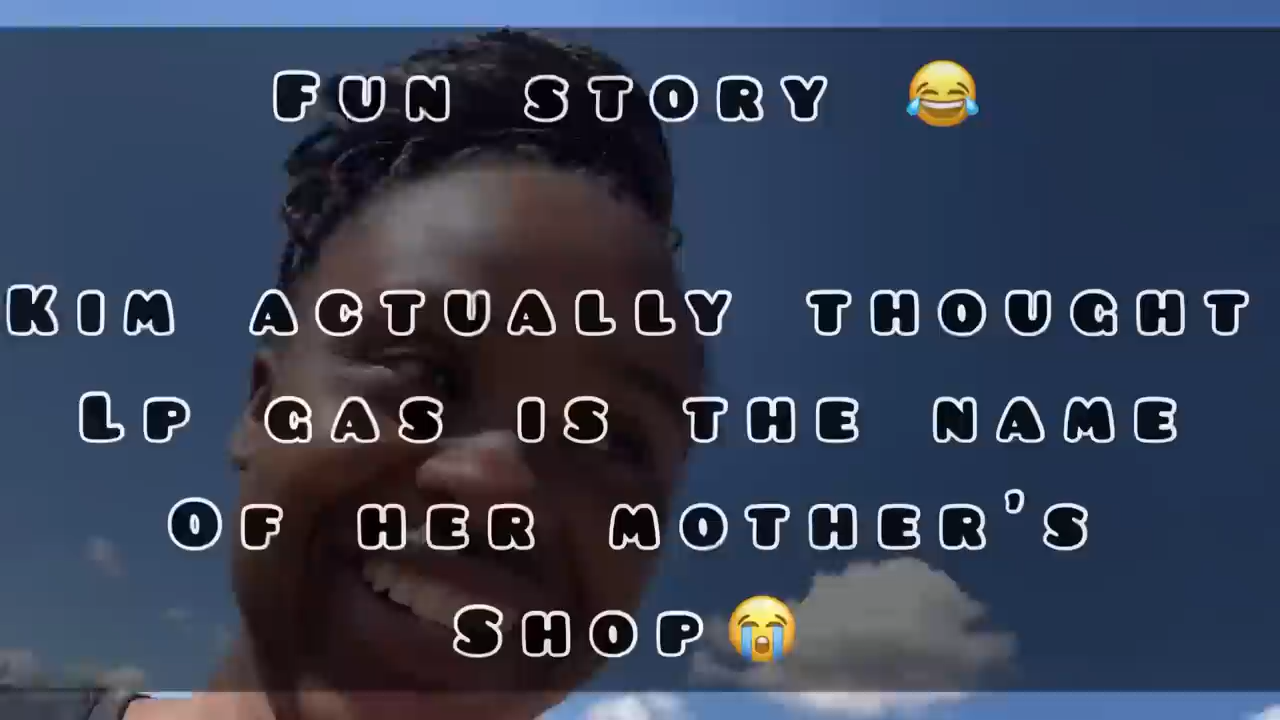 Fun story 😂
Kim actually thought
Lp gas is the name
Of her mother's
Shop😭